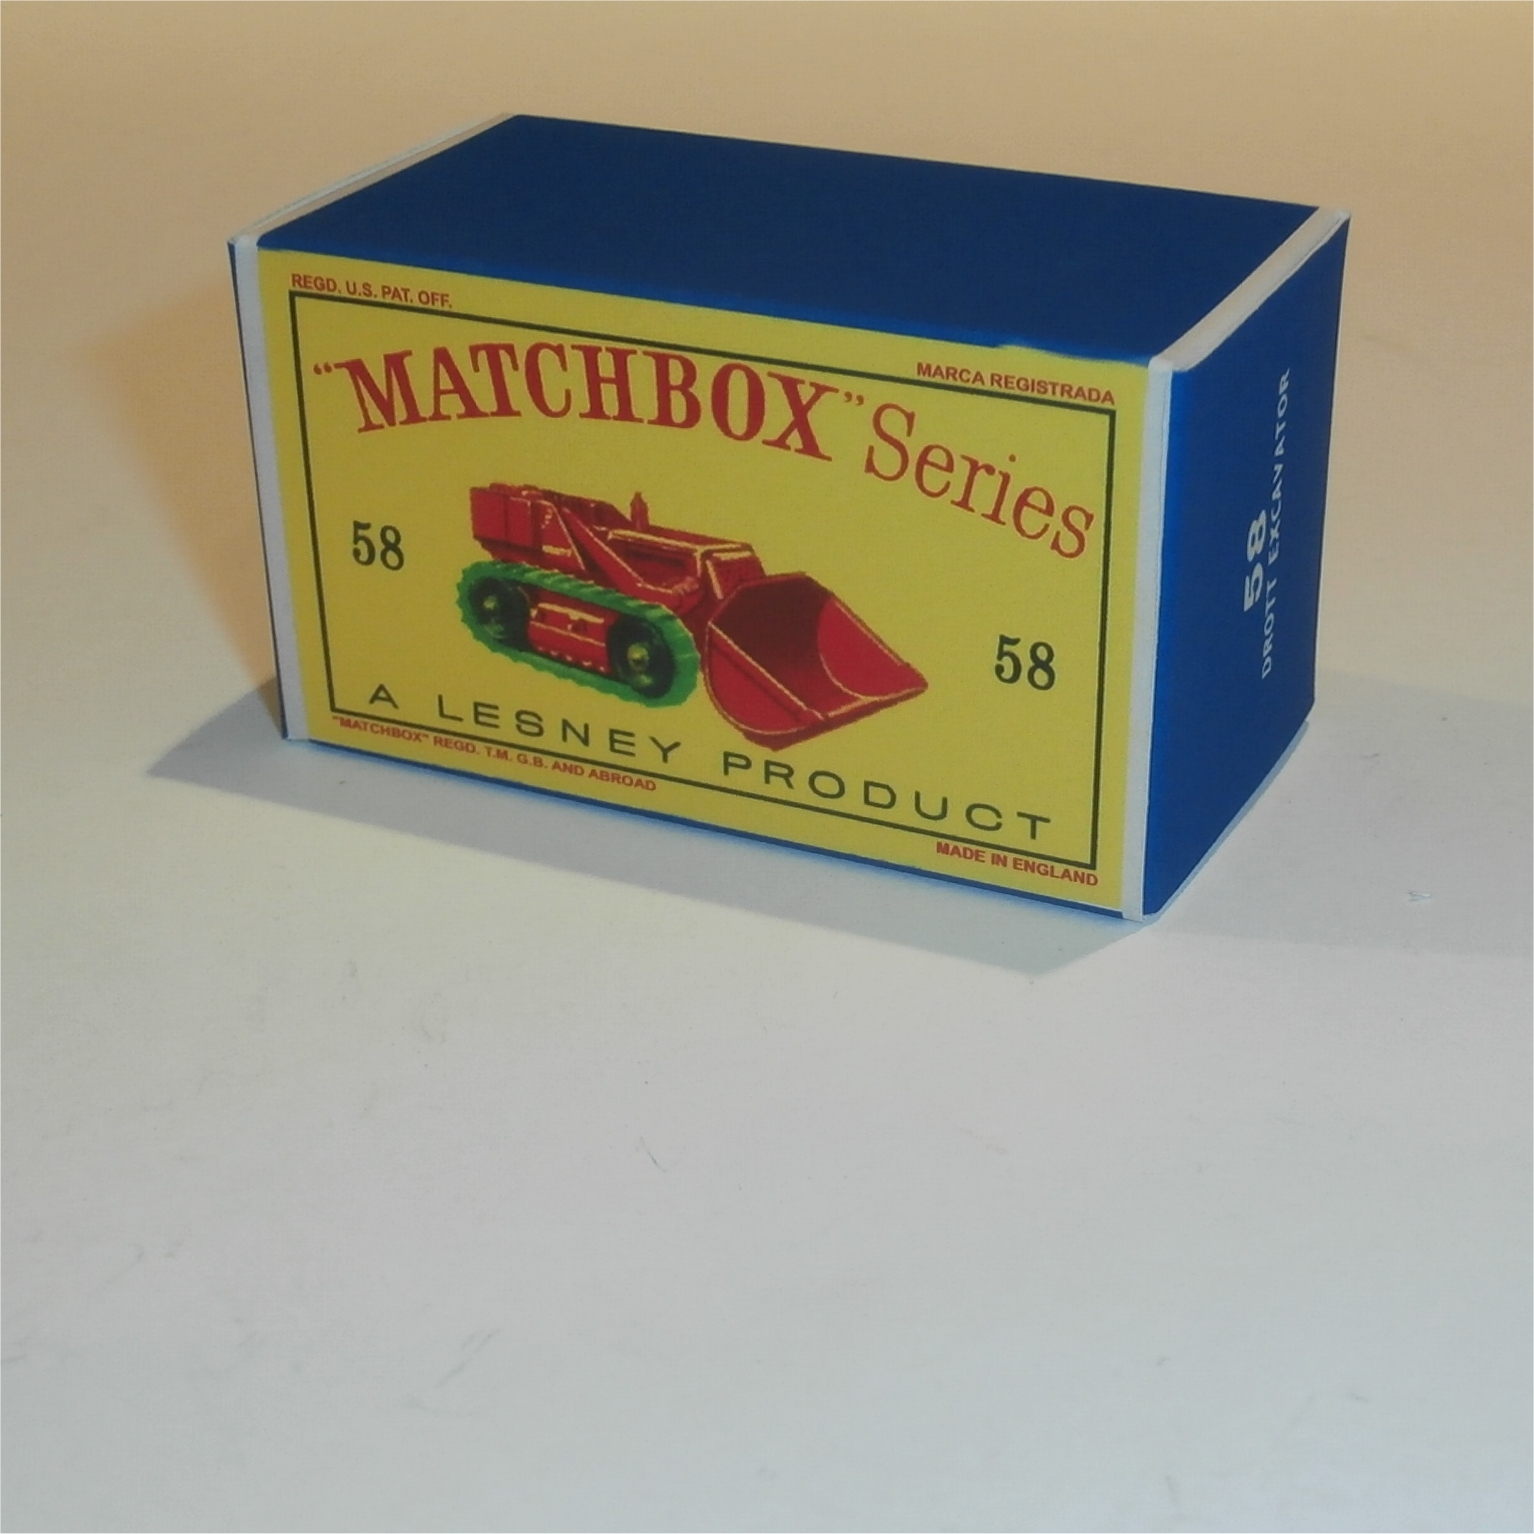 REGD. U.S. PAT. OFF.
MARCA REGISTRADA
“MATCHBOX” Series
58
58
A LESNEY PRODUCT
"MATCHBOX" REGD. T.M. G.B. AND ABROAD
MADE IN ENGLAND
58
DROTT EXCAVATOR